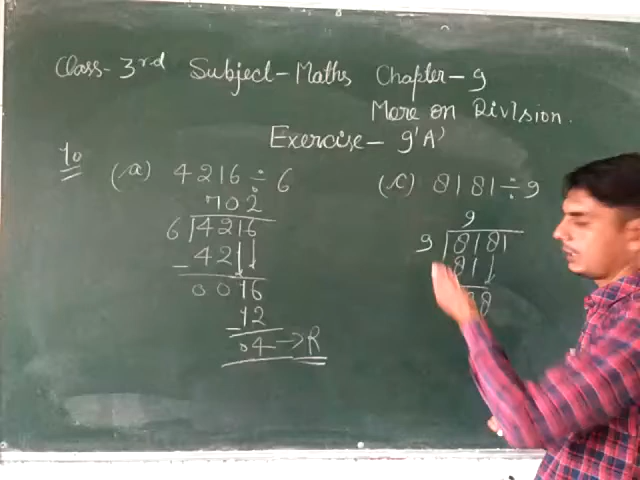 Class-3rd Subject-Maths Chapter-9
More on Division.
Exercise-9'A'
(a) 4216 ÷ 6
702
6 4216
- 42
0016
- 12
04 → R
(c) 8181 ÷ 9
9
9 8181
81
8